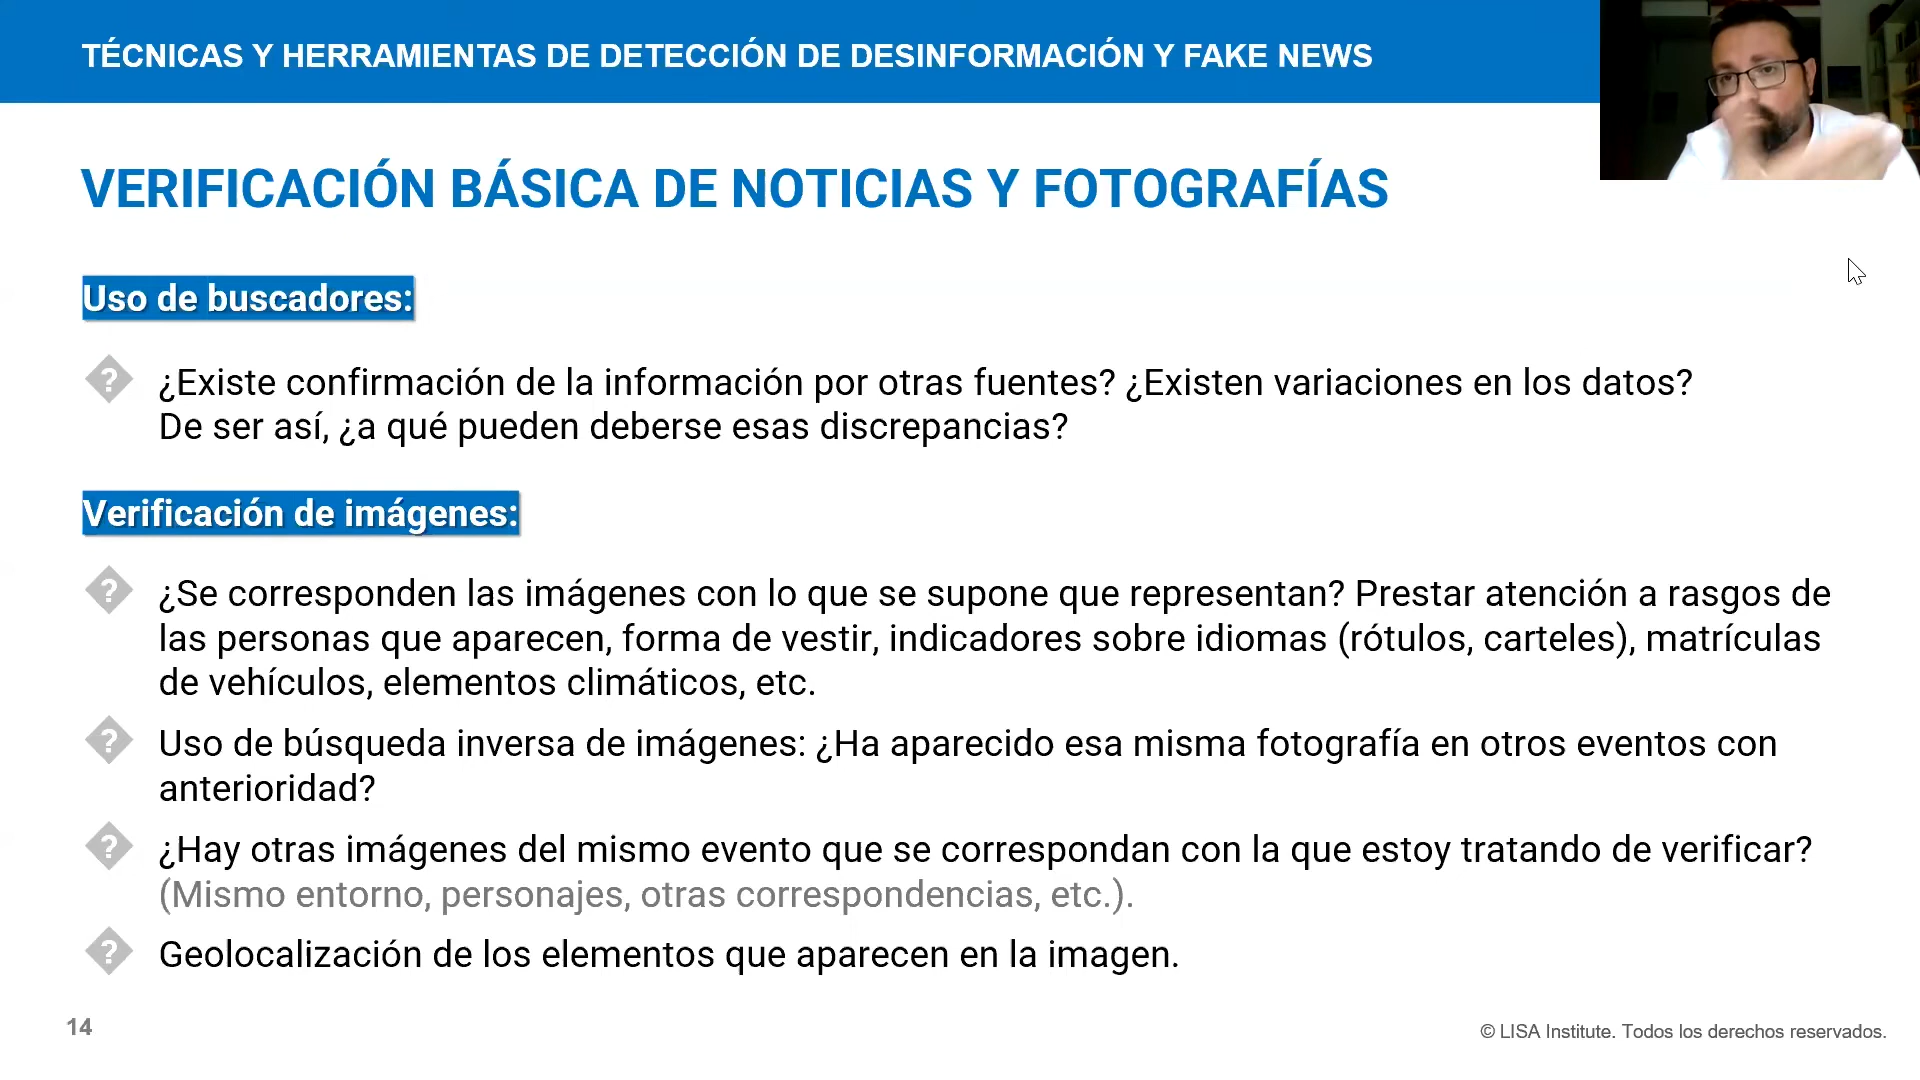 TÉCNICAS Y HERRAMIENTAS DE DETECCIÓN DE DESINFORMACIÓN Y FAKE NEWS
VERIFICACIÓN BÁSICA DE NOTICIAS Y FOTOGRAFÍAS
Uso de buscadores:
? ¿Existe confirmación de la información por otras fuentes? ¿Existen variaciones en los datos?
De ser así, ¿a qué pueden deberse esas discrepancias?
Verificación de imágenes:
? ¿Se corresponden las imágenes con lo que se supone que representan? Prestar atención a rasgos de
las personas que aparecen, forma de vestir, indicadores sobre idiomas (rótulos, carteles), matrículas
de vehículos, elementos climáticos, etc.
? Uso de búsqueda inversa de imágenes: ¿Ha aparecido esa misma fotografía en otros eventos con
anterioridad?
? ¿Hay otras imágenes del mismo evento que se correspondan con la que estoy tratando de verificar?
(Mismo entorno, personajes, otras correspondencias, etc.).
? Geolocalización de los elementos que aparecen en la imagen.
14
© LISA Institute. Todos los derechos reservados.